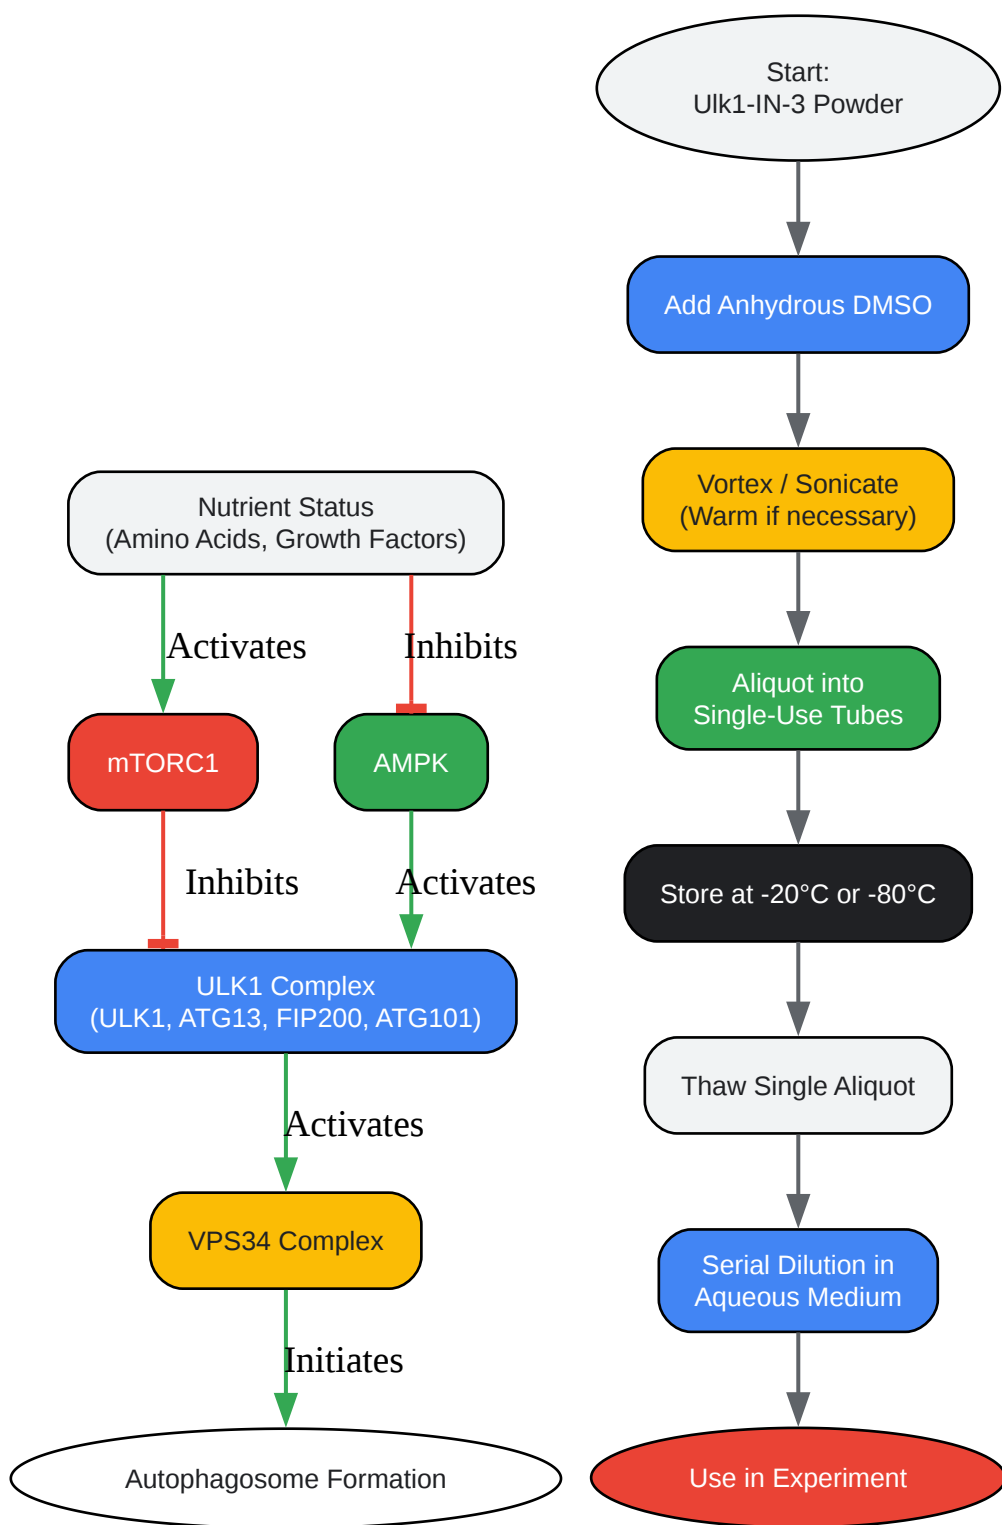 Nutrient Status
(Amino Acids, Growth Factors)
Activates
Inhibits
mTORC1
AMPK
Inhibits
Activates
ULK1 Complex
(ULK1, ATG13, FIP200, ATG101)
Activates
VPS34 Complex
Initiates
Autophagosome Formation
Start:
Ulk1-IN-3 Powder
Add Anhydrous DMSO
Vortex / Sonicate
(Warm if necessary)
Aliquot into
Single-Use Tubes
Store at -20°C or -80°C
Thaw Single Aliquot
Serial Dilution in
Aqueous Medium
Use in Experiment